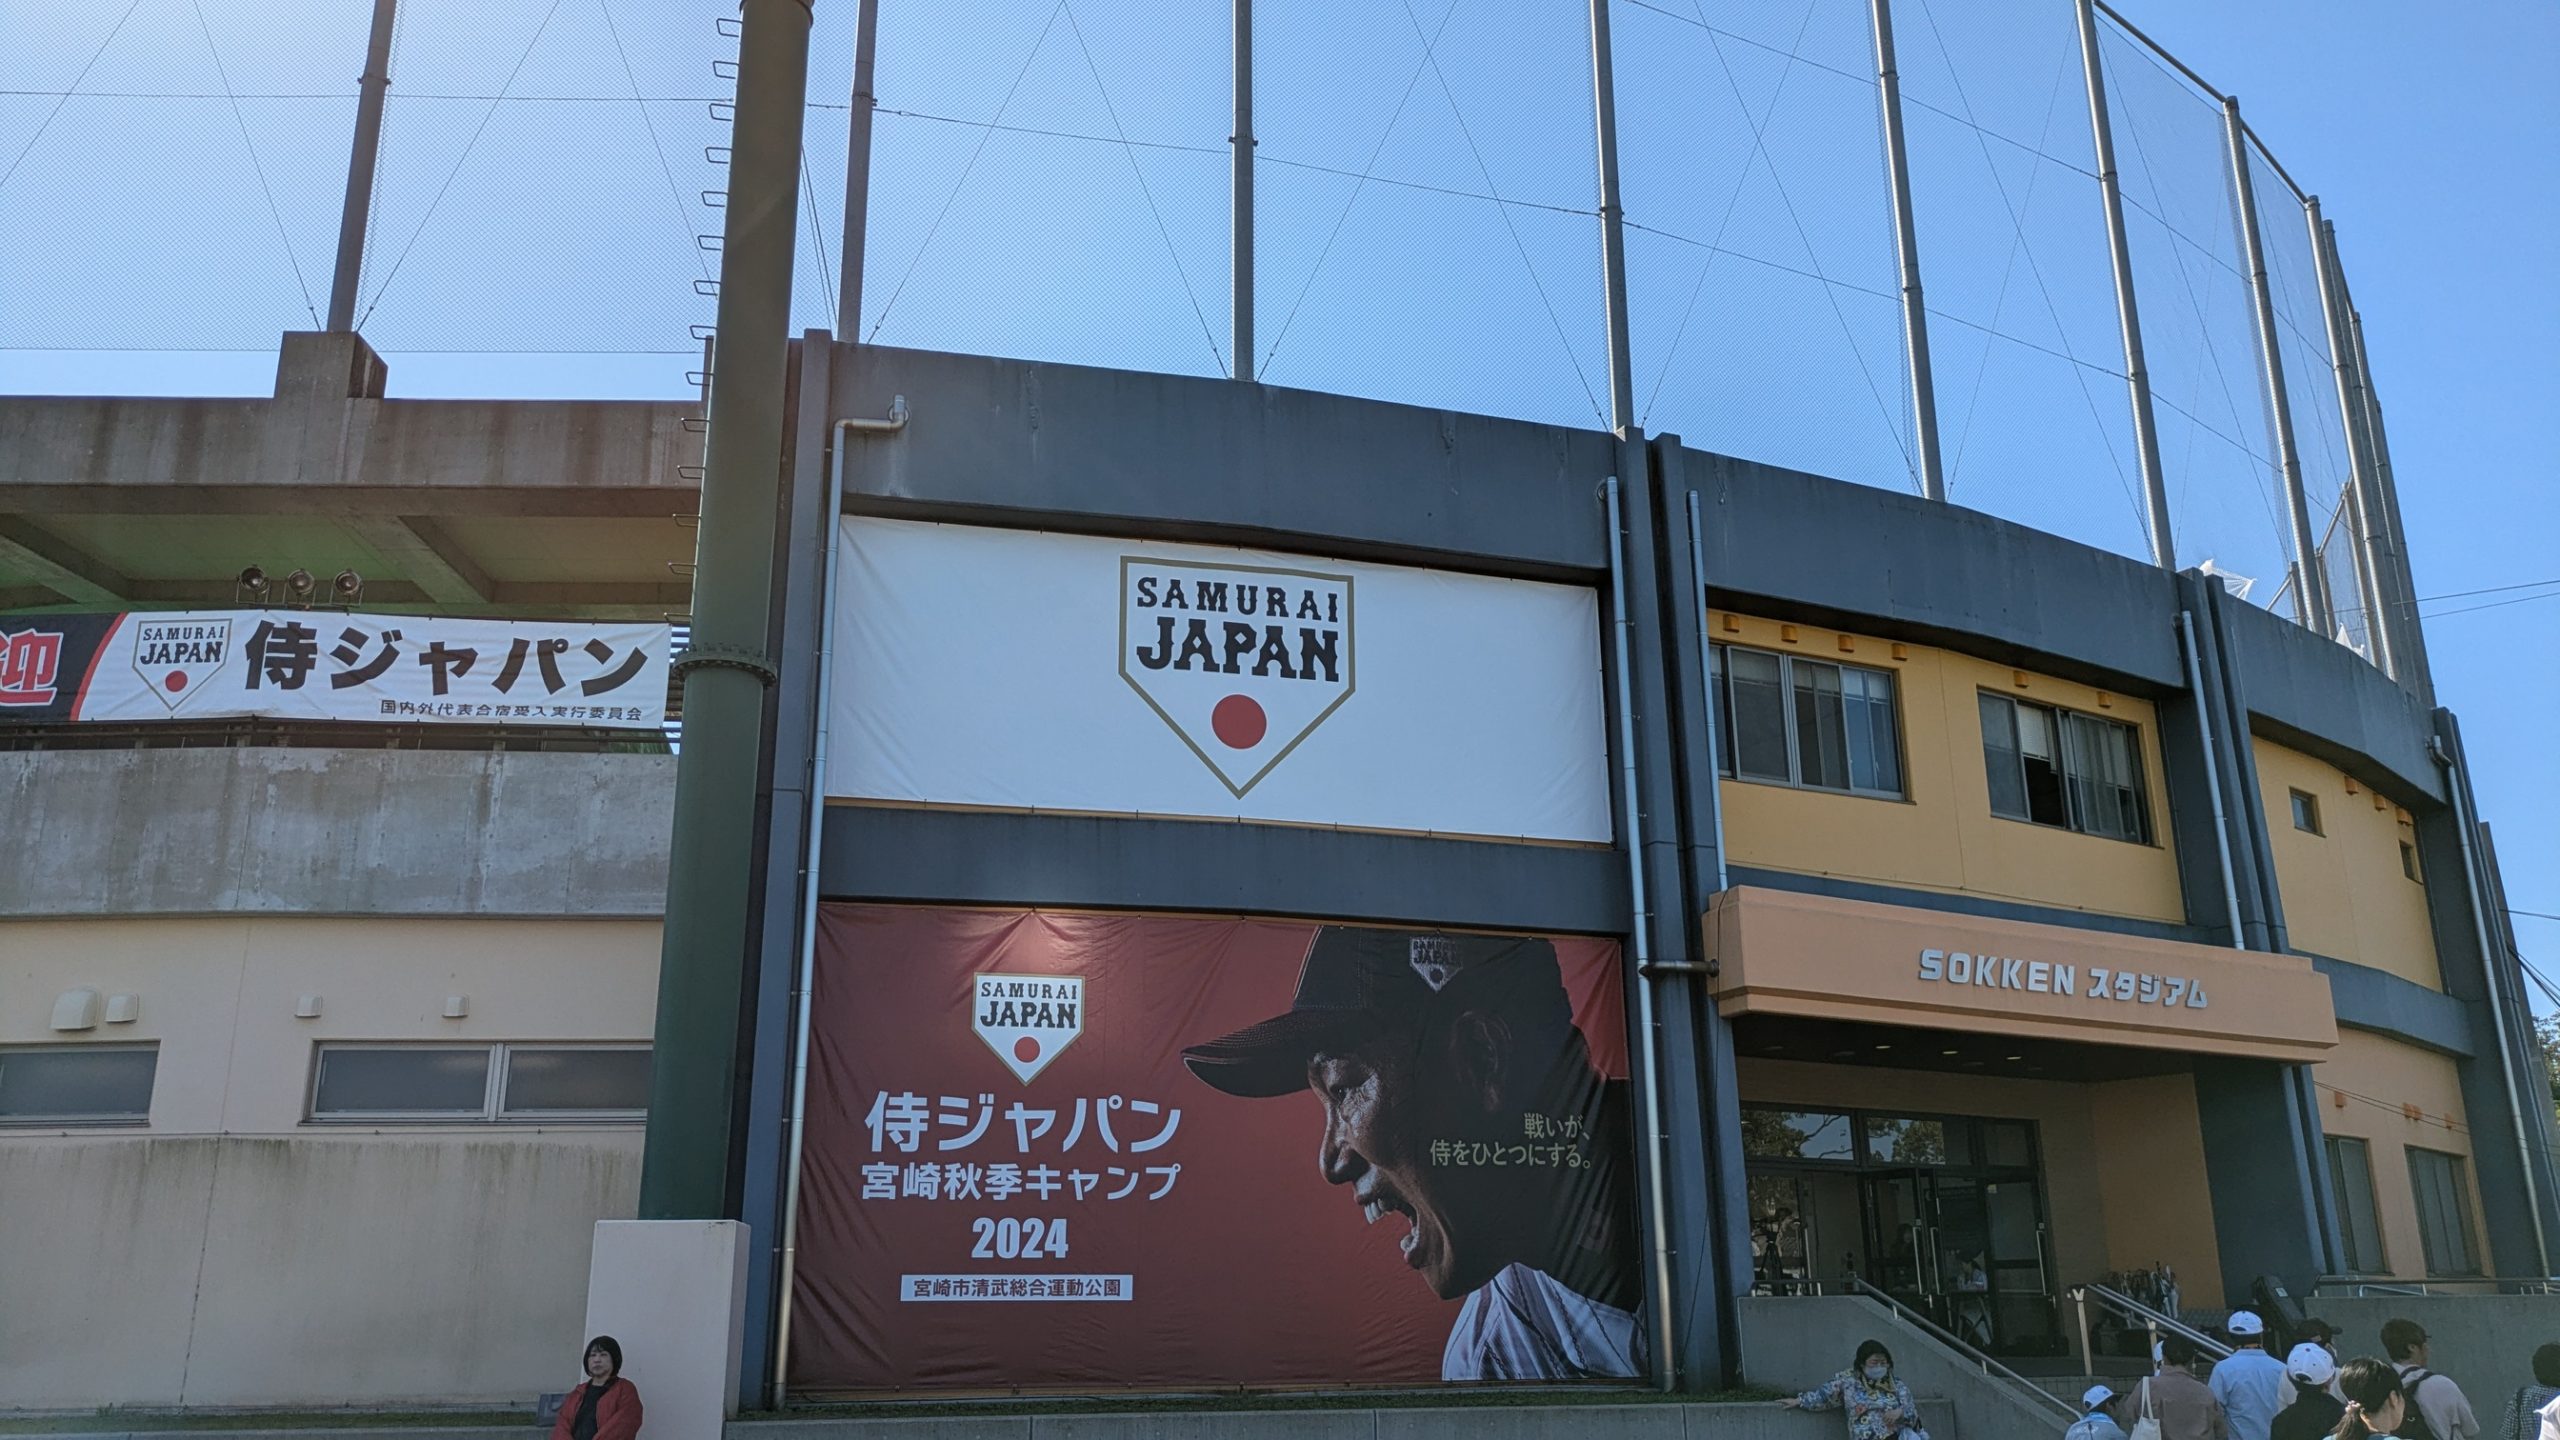 迎
SAMURAI
JAPAN
侍ジャパン
国内外代表合宿受入実行委員会
SAMURAI
JAPAN
SAMURAI
JAPAN
侍ジャパン
宮崎秋季キャンプ
2024
宮崎市清武総合運動公園
SAMURAI
JAPAN
戦いが、
侍をひとつにする。
SOKKEN スタジアム